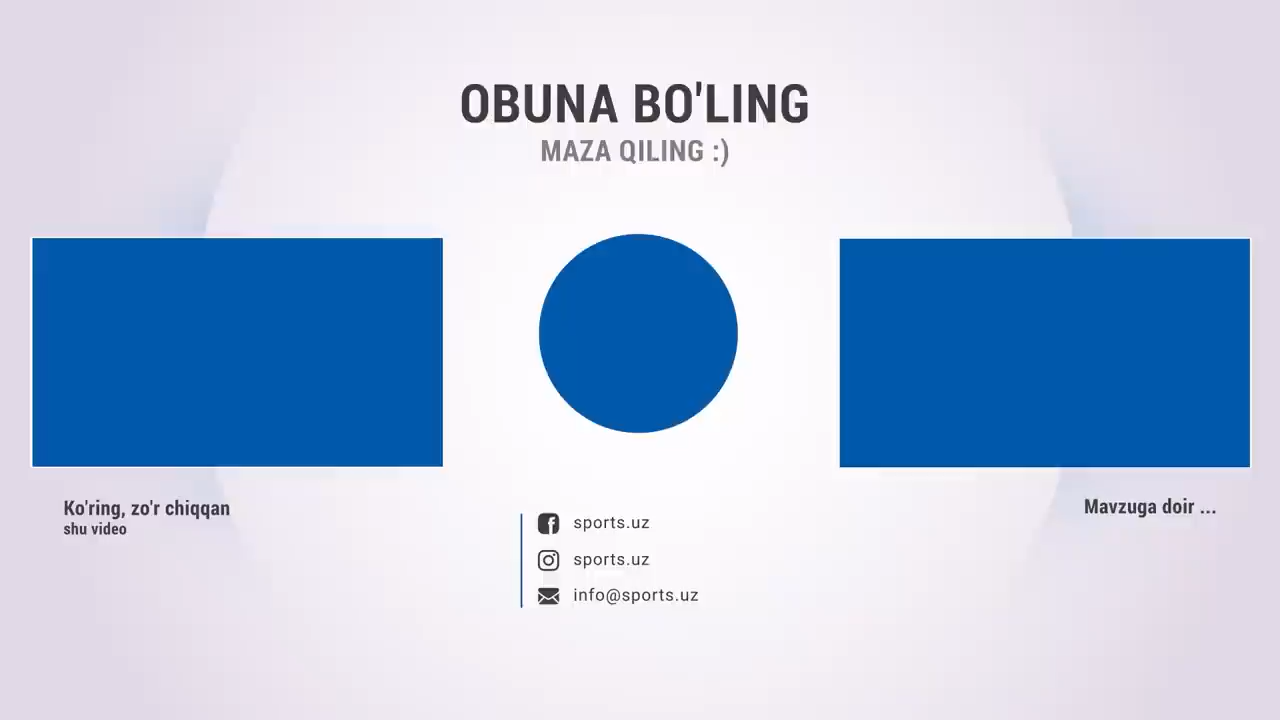 OBUNA BO'LING
MAZA QILING :)
Ko'ring, zo'r chiqqan
shu video
Mavzuga doir ...
sports.uz
sports.uz
info@sports.uz